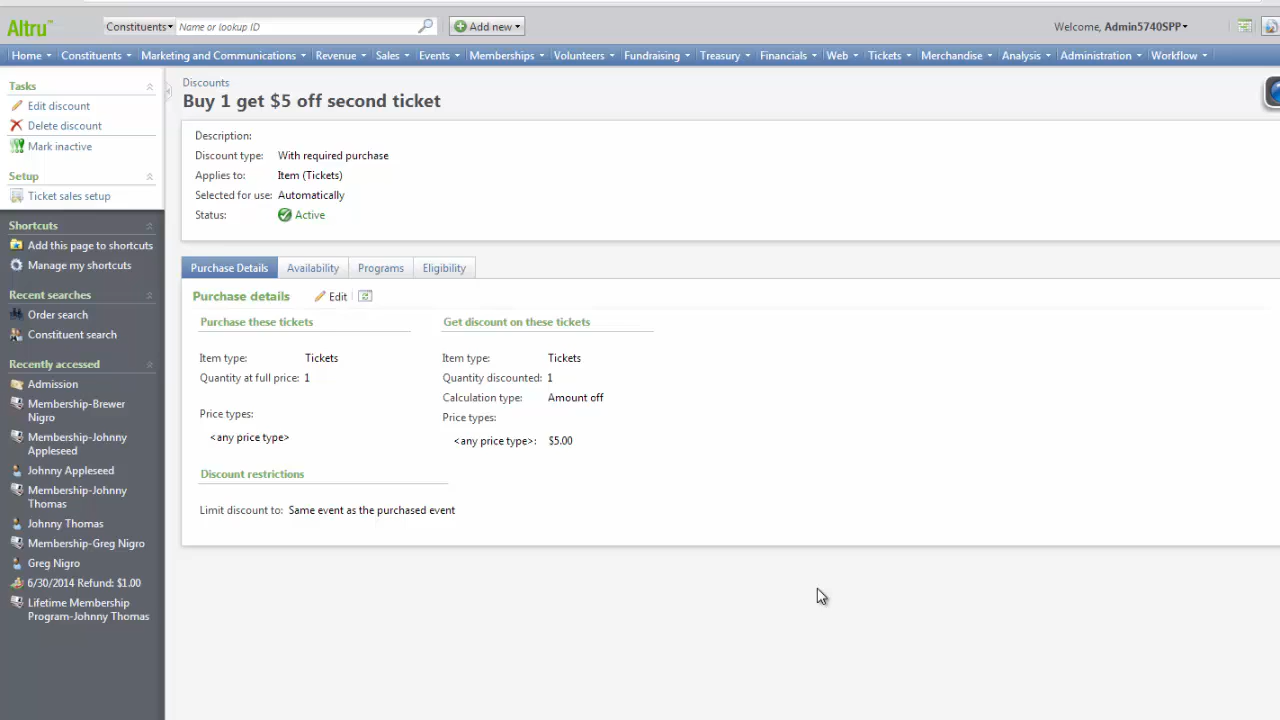 Altru™ Constituents Name or lookup ID Add new Welcome, Admin5740SPP
Home Constituents Marketing and Communications Revenue Sales Events Memberships Volunteers Fundraising Treasury Financials Web Tickets Merchandise Analysis Administration Workflow
Tasks
Edit discount
Delete discount
Mark inactive
Setup
Ticket sales setup
Shortcuts
Add this page to shortcuts
Manage my shortcuts
Recent searches
Order search
Constituent search
Recently accessed
Admission
Membership-Brewer
Nigro
Membership-Johnny
Appleseed
Johnny Appleseed
Membership-Johnny
Thomas
Johnny Thomas
Membership-Greg Nigro
Greg Nigro
6/30/2014 Refund: $1.00
Lifetime Membership
Program-Johnny Thomas
Discounts
Buy 1 get $5 off second ticket
Description:
Discount type: With required purchase
Applies to: Item (Tickets)
Selected for use: Automatically
Status: Active
Purchase Details Availability Programs Eligibility
Purchase details Edit
Purchase these tickets
Item type: Tickets
Quantity at full price: 1
Price types:
<any price type>
Get discount on these tickets
Item type: Tickets
Quantity discounted: 1
Calculation type: Amount off
Price types:
<any price type>: $5.00
Discount restrictions
Limit discount to: Same event as the purchased event